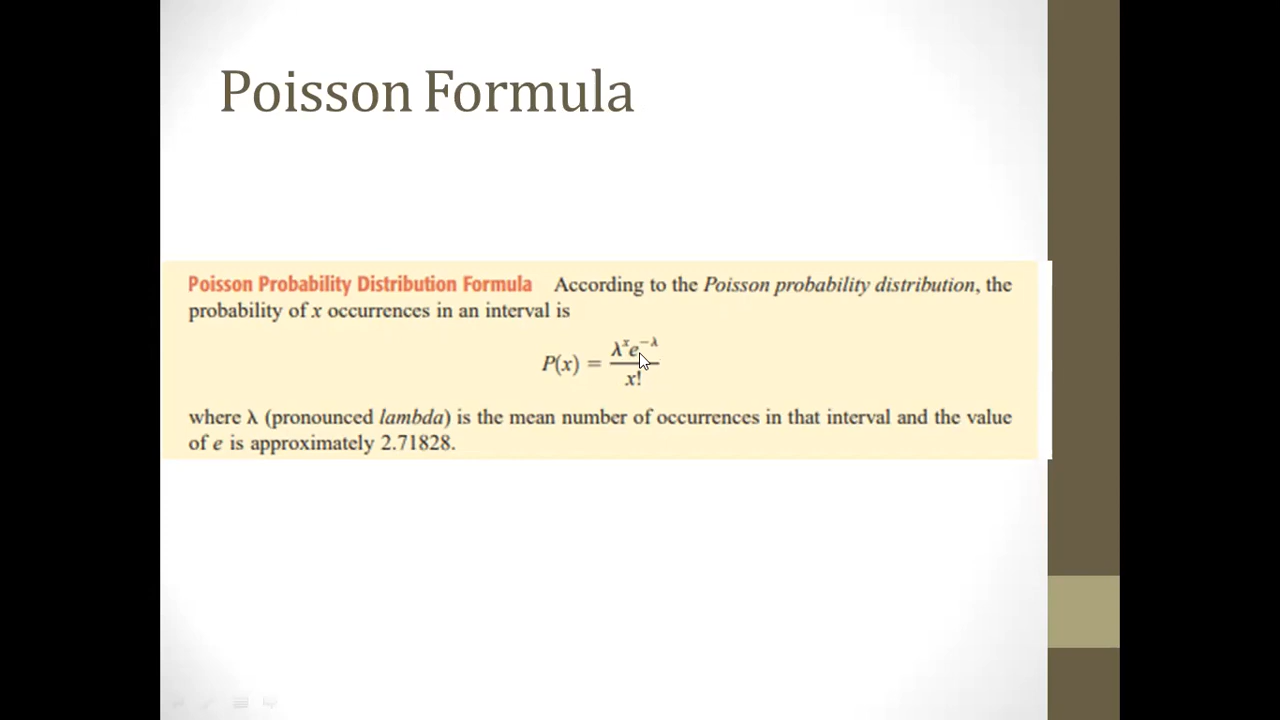 Poisson Formula
Poisson Probability Distribution Formula According to the Poisson probability distribution, the
probability of x occurrences in an interval is
P(x) = λˣe⁻λ / x!
where λ (pronounced lambda) is the mean number of occurrences in that interval and the value
of e is approximately 2.71828.